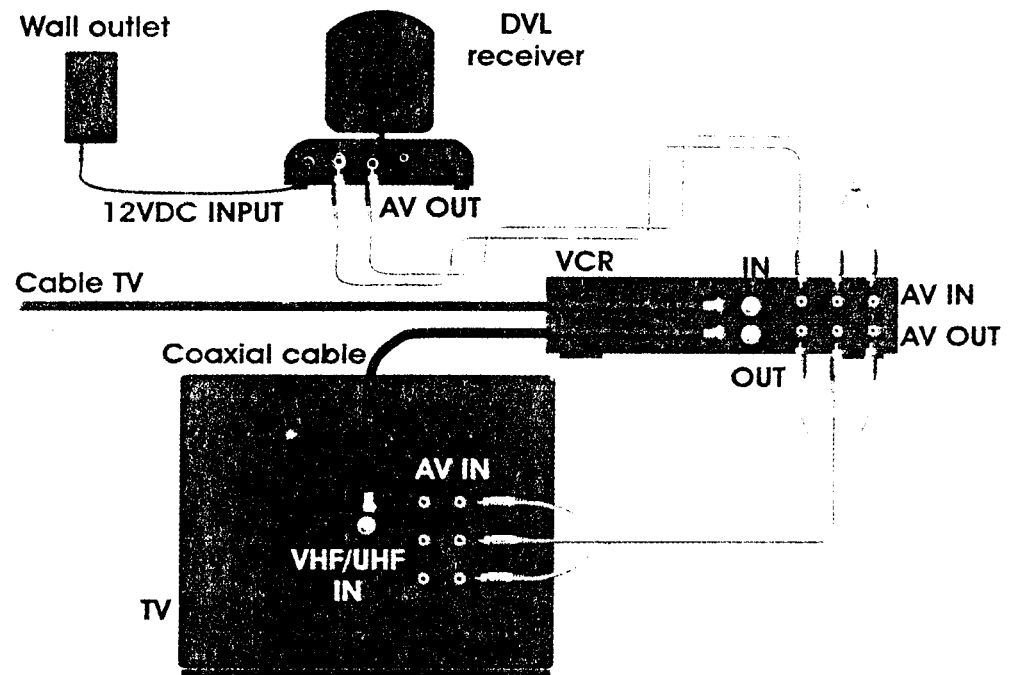 Wall outlet
DVL
receiver
12VDC INPUT
AV OUT
Cable TV
VCR
IN
AV IN
AV OUT
OUT
Coaxial cable
AV IN
VHF/UHF
IN
TV